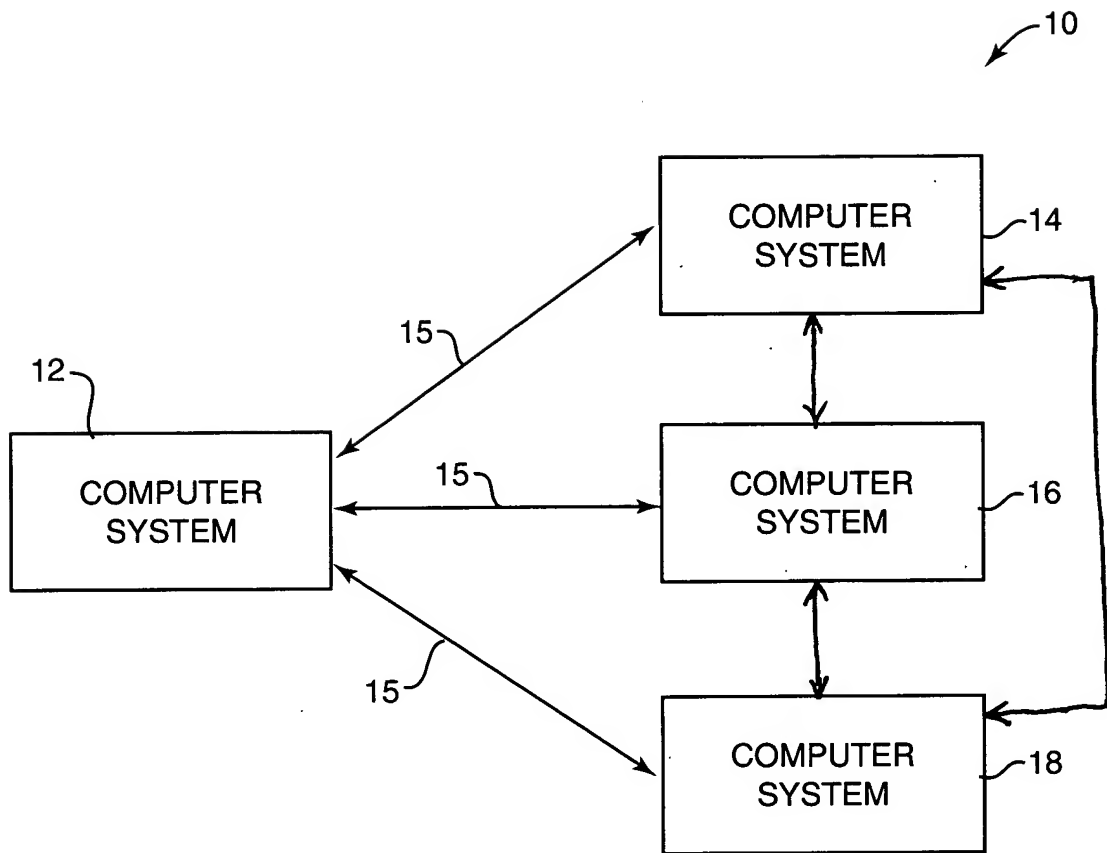 10
COMPUTER
SYSTEM
14
15
12
COMPUTER
SYSTEM
15
COMPUTER
SYSTEM
16
15
COMPUTER
SYSTEM
18